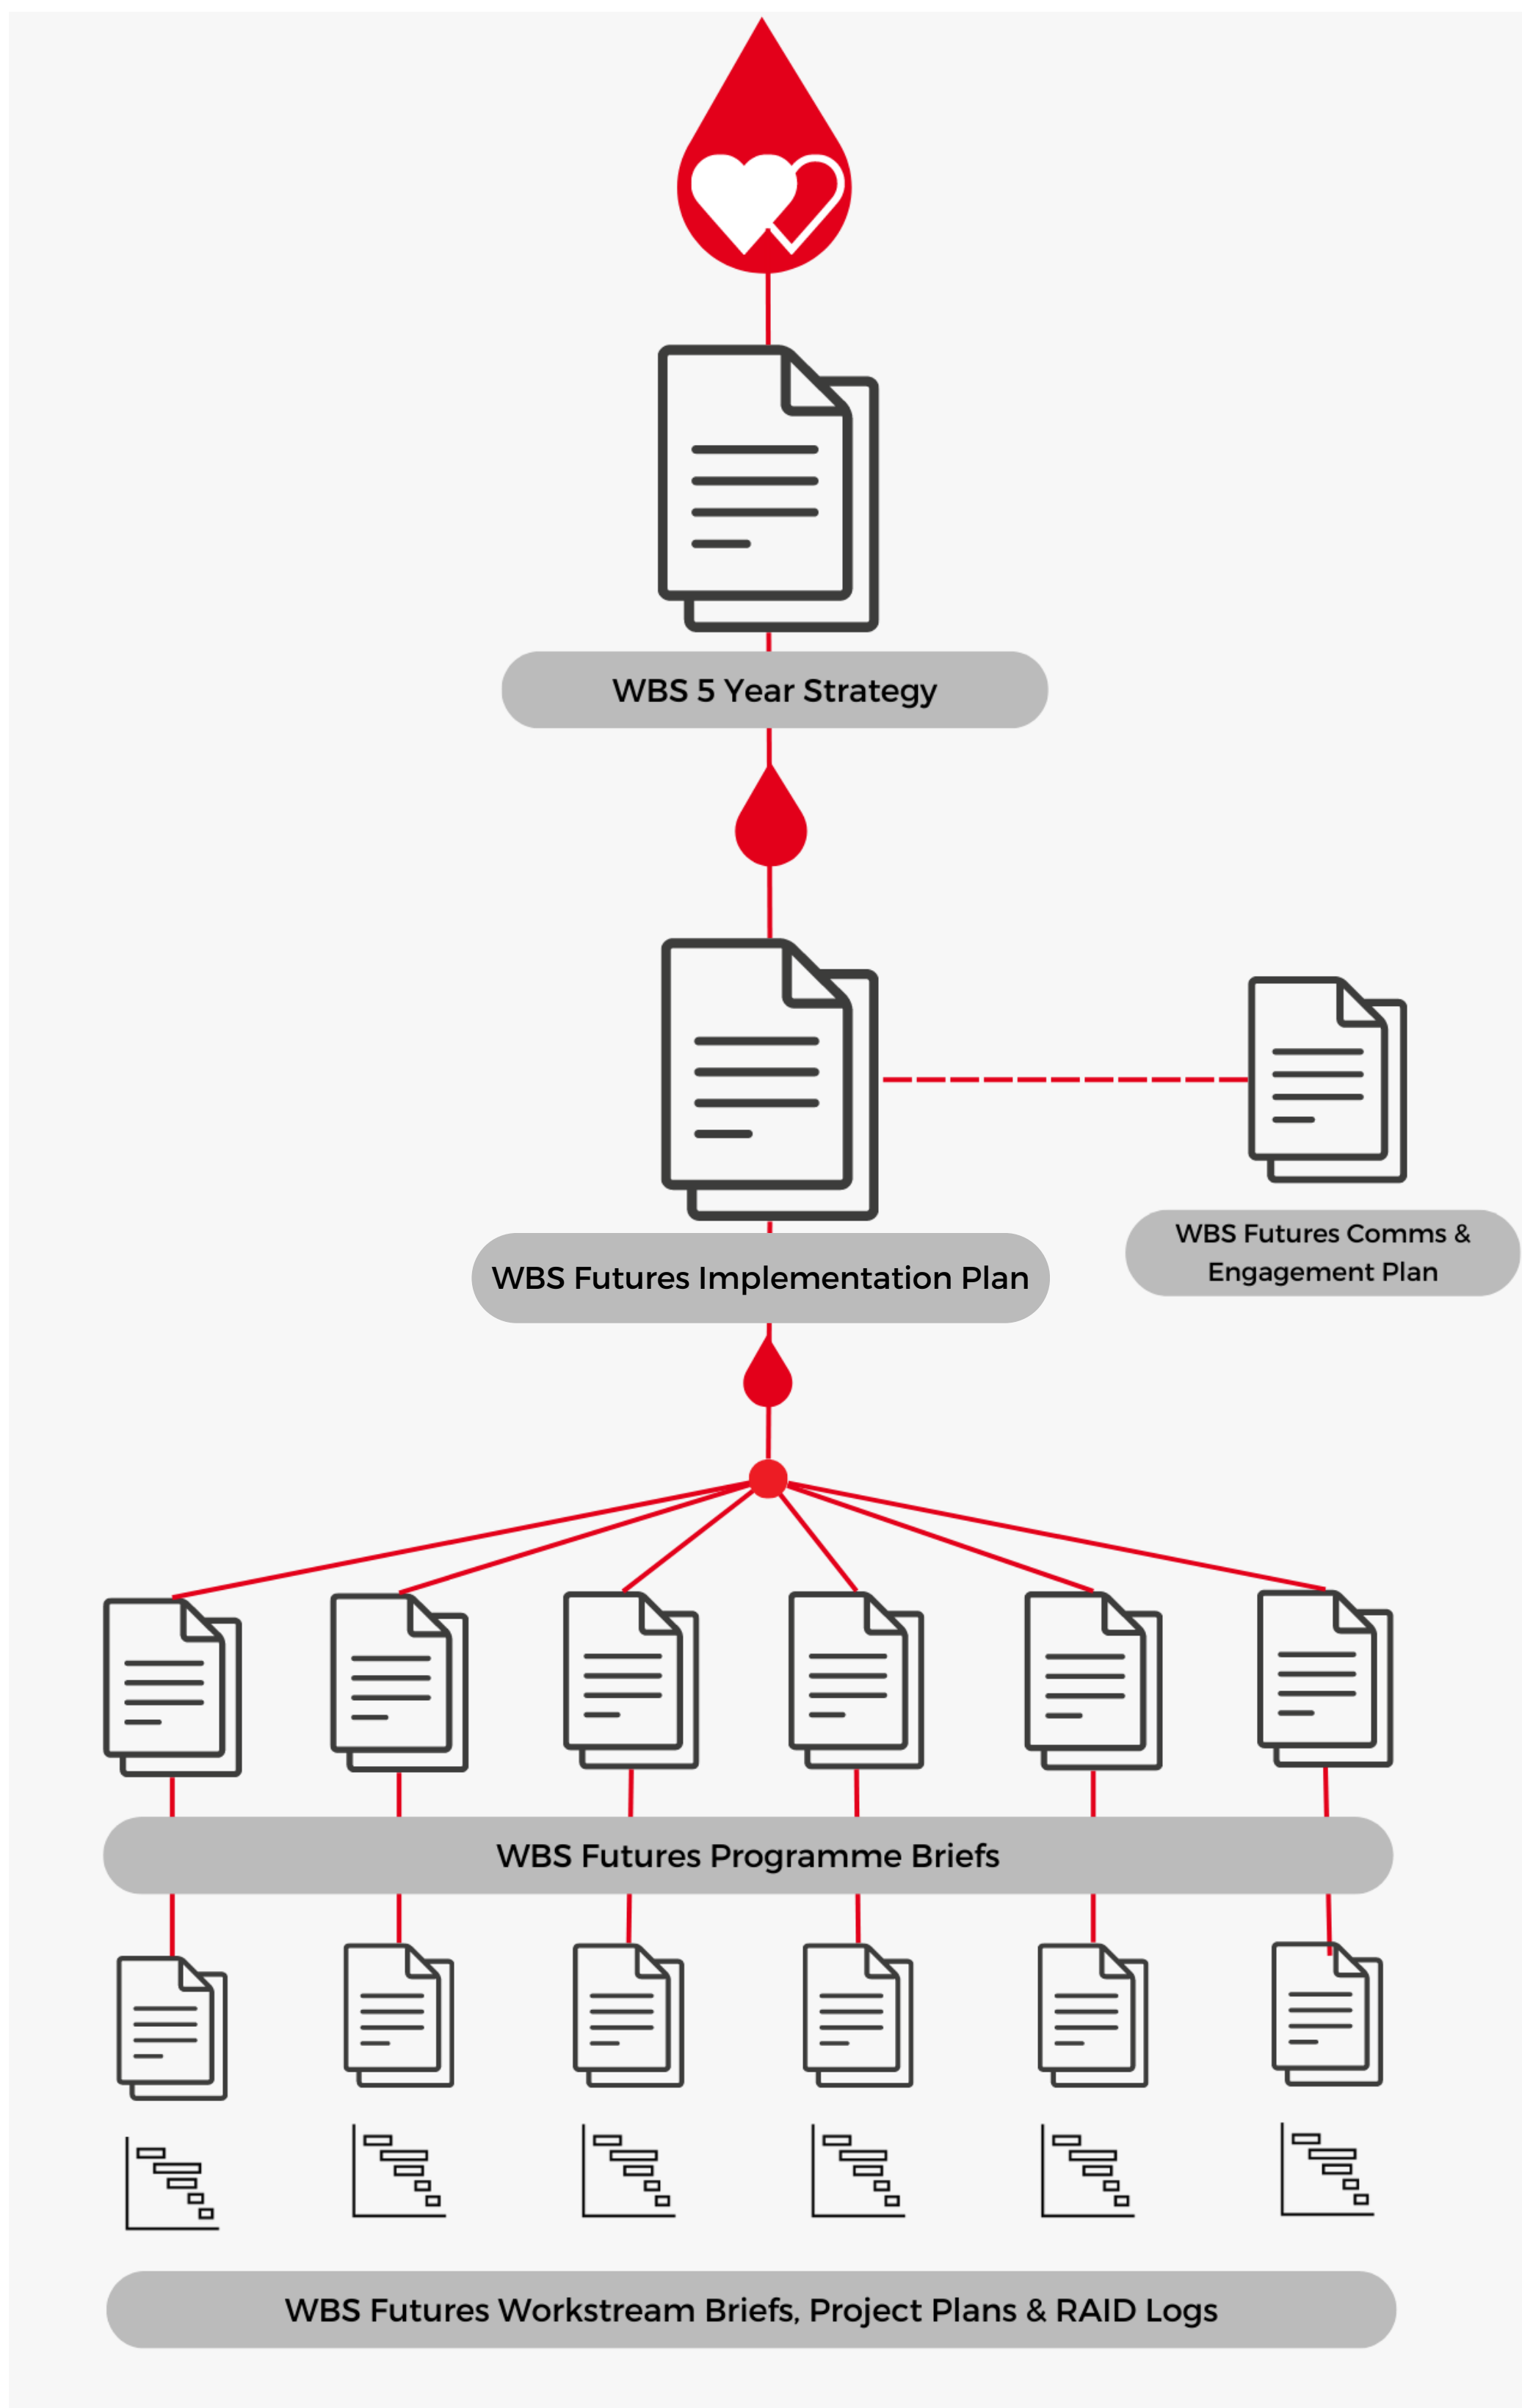 WBS 5 Year Strategy
WBS Futures Implementation Plan
WBS Futures Comms &
Engagement Plan
WBS Futures Programme Briefs
WBS Futures Workstream Briefs, Project Plans & RAID Logs